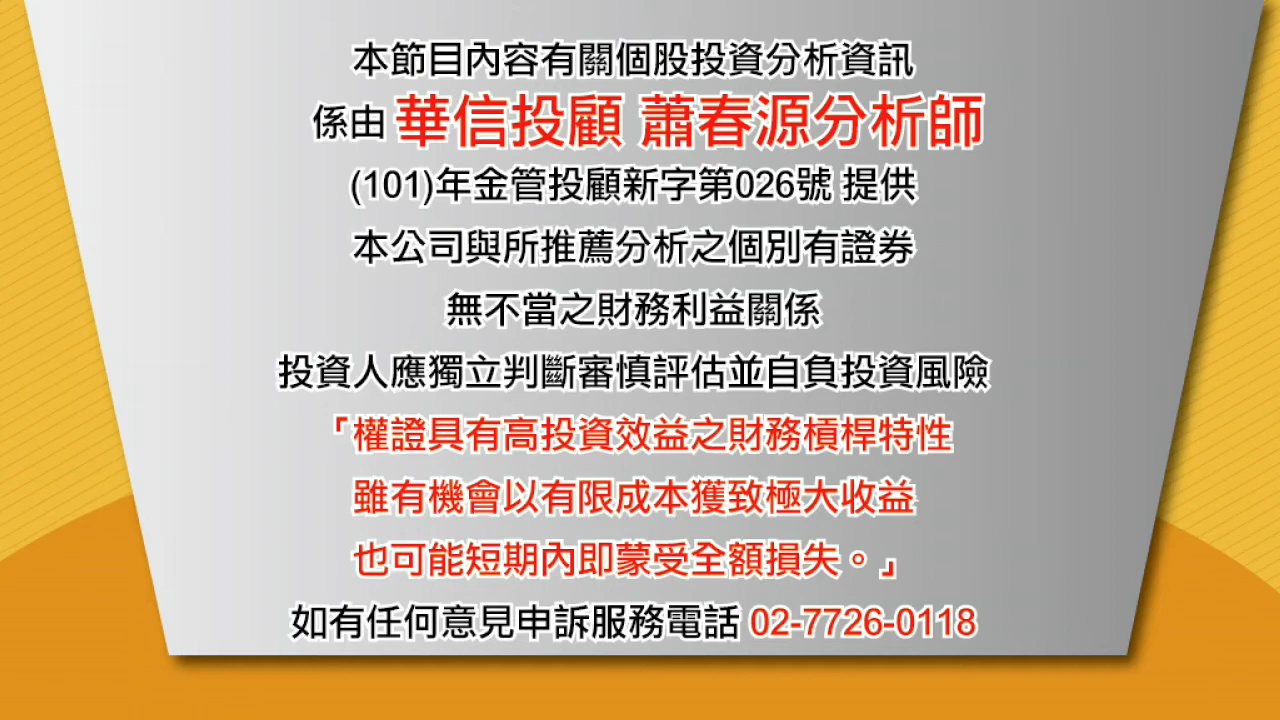 本節目內容有關個股投資分析資訊
係由 華信投顧 蕭春源分析師
(101)年金管投顧新字第026號 提供
本公司與所推薦分析之個別有證券
無不當之財務利益關係
投資人應獨立判斷審慎評估並自負投資風險
「權證具有高投資效益之財務槓桿特性
雖有機會以有限成本獲致極大收益
也可能短期內即蒙受全額損失。」
如有任何意見申訴服務電話 02-7726-0118